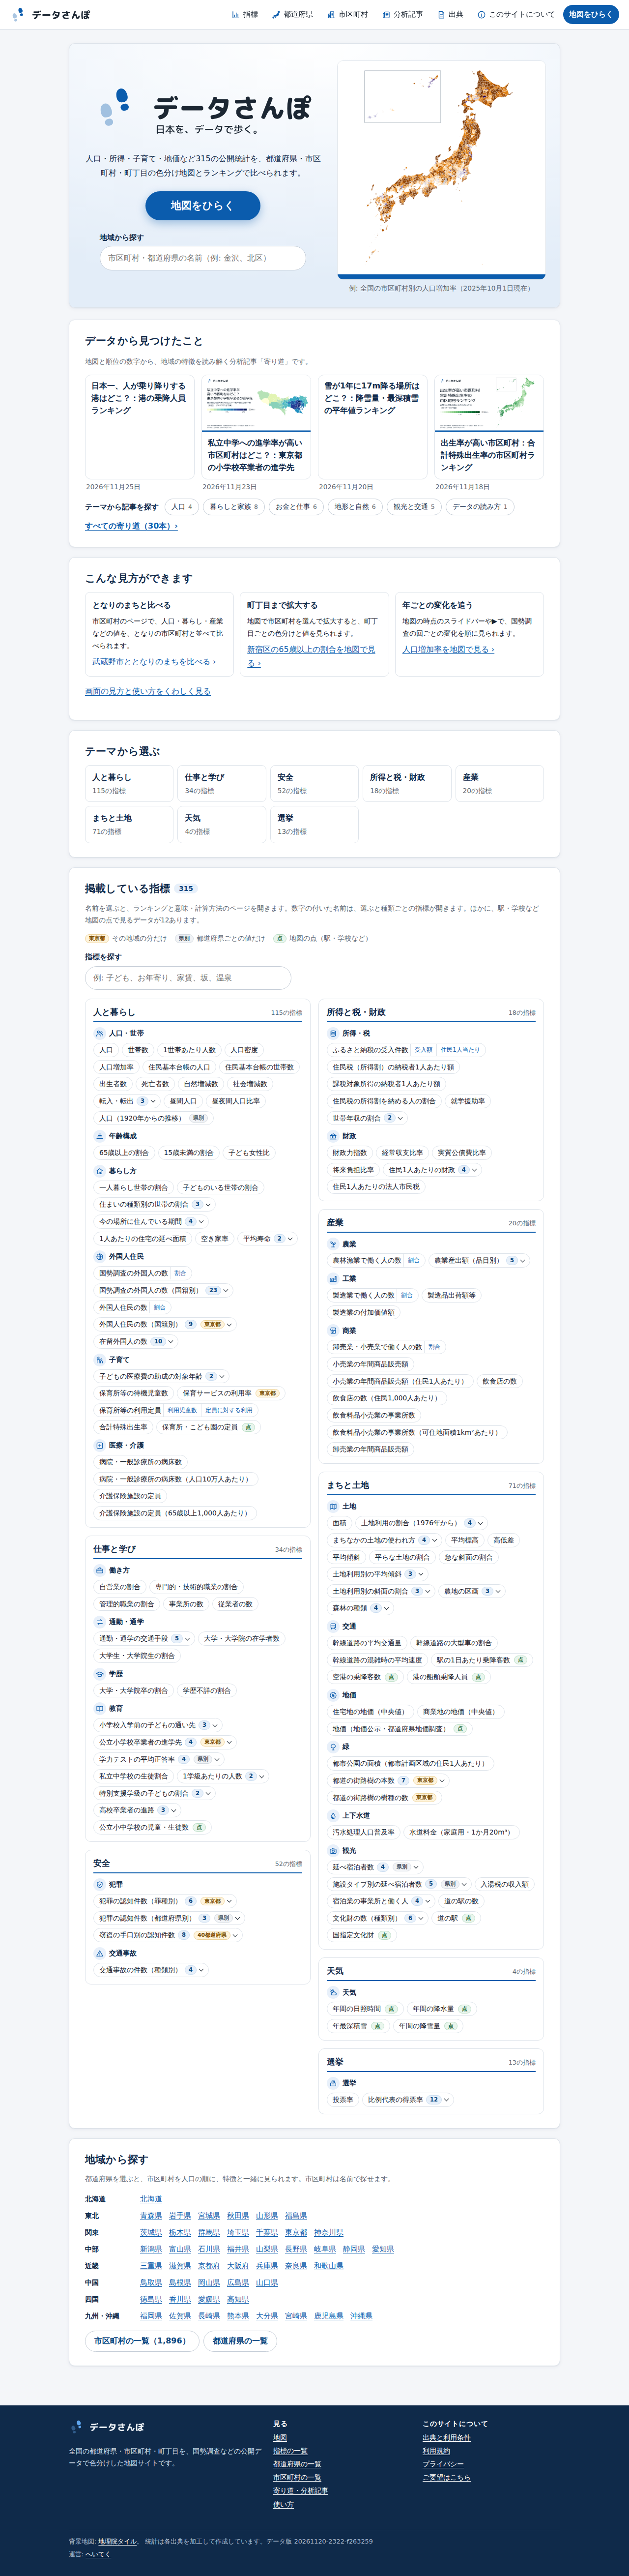 データさんぽ
指標 都道府県 市区町村 分析記事 出典 このサイトについて 地図をひらく
データさんぽ
日本を、データで歩く。
人口・所得・子育て・地価など315の公開統計を、都道府県・市区
町村・町丁目の色分け地図とランキングで比べられます。
地図をひらく
地域から探す
市区町村・都道府県の名前（例: 金沢、北区）
例: 全国の市区町村別の人口増加率（2025年10月1日現在）
データから見つけたこと
地図と順位の数字から、地域の特徴を読み解く分析記事「寄り道」です。
日本一、人が乗り降りする
港はどこ？：港の乗降人員
ランキング
2026年11月25日
私立中学への進学率が高い
市区町村はどこ？：東京都
の小学校卒業者の進学先
2026年11月23日
雪が1年に17m降る場所は
どこ？：降雪量・最深積雪
の平年値ランキング
2026年11月20日
出生率が高い市区町村：合
計特殊出生率の市区町村ラ
ンキング
2026年11月18日
テーマから記事を探す 人口 4 暮らしと家族 8 お金と仕事 6 地形と自然 6 観光と交通 5 データの読み方 1
すべての寄り道（30本）›
こんな見方ができます
となりのまちと比べる
市区町村のページで、人口・暮らし・産業
などの値を、となりの市区町村と並べて比
べられます。
武蔵野市ととなりのまちを比べる ›
町丁目まで拡大する
地図で市区町村を選んで拡大すると、町丁
目ごとの色分けと値を見られます。
新宿区の65歳以上の割合を地図で見
る ›
年ごとの変化を追う
地図の時点のスライドバーや▶で、国勢調
査の回ごとの変化を順に見られます。
人口増加率を地図で見る ›
画面の見方と使い方をくわしく見る
テーマから選ぶ
人と暮らし
115の指標
仕事と学び
34の指標
安全
52の指標
所得と税・財政
18の指標
産業
20の指標
まちと土地
71の指標
天気
4の指標
選挙
13の指標
掲載している指標 315
名前を選ぶと、ランキングと意味・計算方法のページを開きます。数字の付いた名前は、選ぶと種類ごとの指標が開きます。ほかに、駅・学校など
地図の点で見るデータが12あります。
東京都 その地域の分だけ 県別 都道府県ごとの値だけ 点 地図の点（駅・学校など）
指標を探す
例: 子ども、お年寄り、家賃、坂、温泉
人と暮らし 115の指標
人口・世帯
人口 世帯数 1世帯あたり人数 人口密度
人口増加率 住民基本台帳の人口 住民基本台帳の世帯数
出生者数 死亡者数 自然増減数 社会増減数
転入・転出 3 昼間人口 昼夜間人口比率
人口（1920年からの推移） 県別
年齢構成
65歳以上の割合 15歳未満の割合 子ども女性比
暮らし方
一人暮らし世帯の割合 子どものいる世帯の割合
住まいの種類別の世帯の割合 3
今の場所に住んでいる期間 4
1人あたりの住宅の延べ面積 空き家率 平均寿命 2
外国人住民
国勢調査の外国人の数 割合
国勢調査の外国人の数（国籍別） 23
外国人住民の数 割合
外国人住民の数（国籍別） 9 東京都
在留外国人の数 10
子育て
子どもの医療費の助成の対象年齢 2
保育所等の待機児童数 保育サービスの利用率 東京都
保育所等の利用定員 利用児童数 定員に対する利用
合計特殊出生率 保育所・こども園の定員 点
医療・介護
病院・一般診療所の病床数
病院・一般診療所の病床数（人口10万人あたり）
介護保険施設の定員
介護保険施設の定員（65歳以上1,000人あたり）
仕事と学び 34の指標
働き方
自営業の割合 専門的・技術的職業の割合
管理的職業の割合 事業所の数 従業者の数
通勤・通学
通勤・通学の交通手段 5 大学・大学院の在学者数
大学生・大学院生の割合
学歴
大学・大学院卒の割合 学歴不詳の割合
教育
小学校入学前の子どもの通い先 3
公立小学校卒業者の進学先 4 東京都
学力テストの平均正答率 4 県別
私立中学校の生徒割合 1学級あたりの人数 2
特別支援学級の子どもの割合 2
高校卒業者の進路 3
公立小中学校の児童・生徒数 点
安全 52の指標
犯罪
犯罪の認知件数（罪種別） 6 東京都
犯罪の認知件数（都道府県別） 3 県別
窃盗の手口別の認知件数 8 40都道府県
交通事故
交通事故の件数（種類別） 4
所得と税・財政 18の指標
所得・税
ふるさと納税の受入件数 受入額 住民1人当たり
住民税（所得割）の納税者1人あたり額
課税対象所得の納税者1人あたり額
住民税の所得割を納める人の割合 就学援助率
世帯年収の割合 2
財政
財政力指数 経常収支比率 実質公債費比率
将来負担比率 住民1人あたりの財政 4
住民1人あたりの法人市民税
産業 20の指標
農業
農林漁業で働く人の数 割合 農業産出額（品目別） 5
工業
製造業で働く人の数 割合 製造品出荷額等
製造業の付加価値額
商業
卸売業・小売業で働く人の数 割合
小売業の年間商品販売額
小売業の年間商品販売額（住民1人あたり） 飲食店の数
飲食店の数（住民1,000人あたり）
飲食料品小売業の事業所数
飲食料品小売業の事業所数（可住地面積1km²あたり）
卸売業の年間商品販売額
まちと土地 71の指標
土地
面積 土地利用の割合（1976年から） 4
まちなかの土地の使われ方 4 平均標高 高低差
平均傾斜 平らな土地の割合 急な斜面の割合
土地利用別の平均傾斜 3
土地利用別の斜面の割合 3 農地の区画 3
森林の種類 4
交通
幹線道路の平均交通量 幹線道路の大型車の割合
幹線道路の混雑時の平均速度 駅の1日あたり乗降客数 点
空港の乗降客数 点 港の船舶乗降人員 点
地価
住宅地の地価（中央値） 商業地の地価（中央値）
地価（地価公示・都道府県地価調査） 点
緑
都市公園の面積（都市計画区域の住民1人あたり）
都道の街路樹の本数 7 東京都
都道の街路樹の樹種の数 東京都
上下水道
汚水処理人口普及率 水道料金（家庭用・1か月20m³）
観光
延べ宿泊者数 4 県別
施設タイプ別の延べ宿泊者数 5 県別 入湯税の収入額
宿泊業の事業所と働く人 4 道の駅の数
文化財の数（種類別） 6 道の駅 点
国指定文化財 点
天気 4の指標
天気
年間の日照時間 点 年間の降水量 点
年最深積雪 点 年間の降雪量 点
選挙 13の指標
選挙
投票率 比例代表の得票率 12
地域から探す
都道府県を選ぶと、市区町村を人口の順に、特徴と一緒に見られます。市区町村は名前で探せます。
北海道 北海道
東北 青森県 岩手県 宮城県 秋田県 山形県 福島県
関東 茨城県 栃木県 群馬県 埼玉県 千葉県 東京都 神奈川県
中部 新潟県 富山県 石川県 福井県 山梨県 長野県 岐阜県 静岡県 愛知県
近畿 三重県 滋賀県 京都府 大阪府 兵庫県 奈良県 和歌山県
中国 鳥取県 島根県 岡山県 広島県 山口県
四国 徳島県 香川県 愛媛県 高知県
九州・沖縄 福岡県 佐賀県 長崎県 熊本県 大分県 宮崎県 鹿児島県 沖縄県
市区町村の一覧（1,896） 都道府県の一覧
データさんぽ
全国の都道府県・市区町村・町丁目を、国勢調査などの公開デ
ータで色分けした地図サイトです。
見る
地図
指標の一覧
都道府県の一覧
市区町村の一覧
寄り道・分析記事
使い方
このサイトについて
出典と利用条件
利用規約
プライバシー
ご要望はこちら
背景地図: 地理院タイル。 統計は各出典を加工して作成しています。データ版 20261120-2322-f263259
運営: へいてく